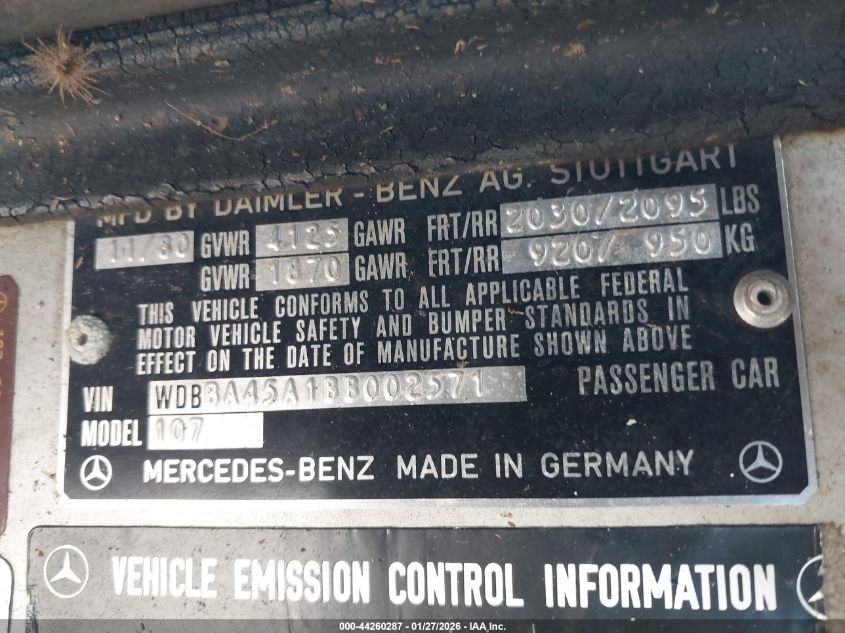 MFD BY DAIMLER-BENZ AG. STUTTGART
11/80 GVWR 4125 GAWR FRT/RR 2030/2095 LBS
GVWR 1870 GAWR FRT/RR 920/ 950 KG
THIS VEHICLE CONFORMS TO ALL APPLICABLE FEDERAL
MOTOR VEHICLE SAFETY AND BUMPER STANDARDS IN
EFFECT ON THE DATE OF MANUFACTURE SHOWN ABOVE
VIN WDBBA45A1BB002571 PASSENGER CAR
MODEL 107
MERCEDES-BENZ MADE IN GERMANY
VEHICLE EMISSION CONTROL INFORMATION
000-44260287 - 01/27/2026 - IAA, Inc.